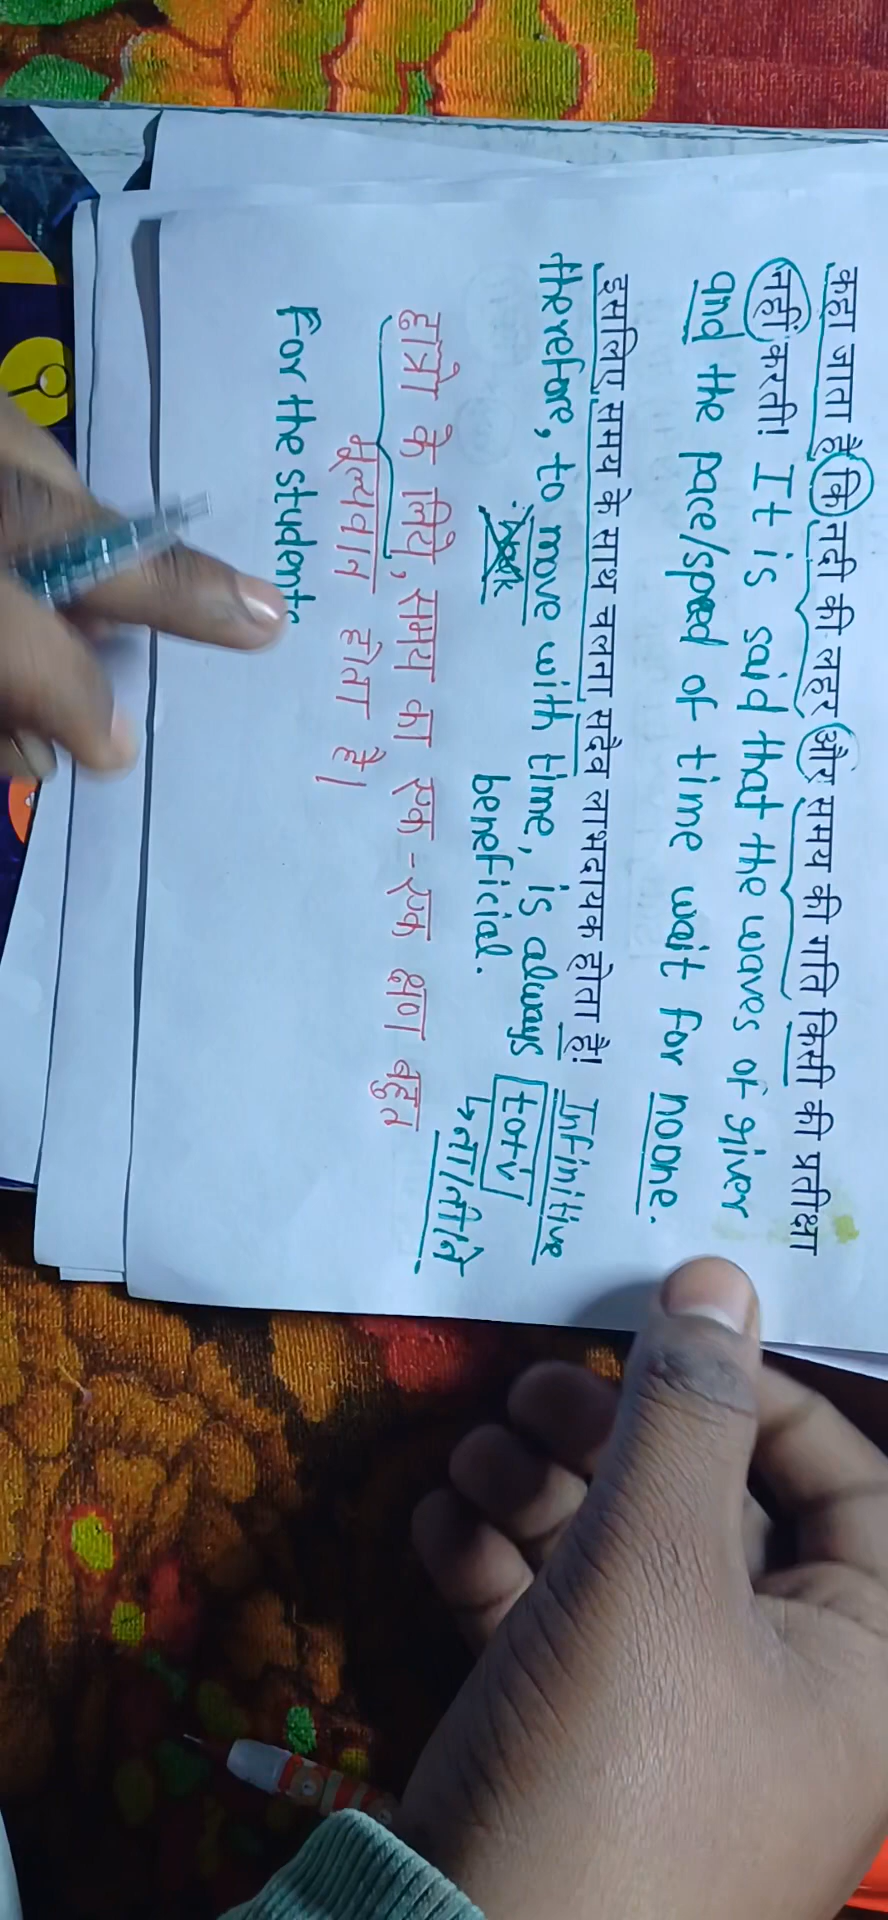 कहा जाता है कि नदी की लहर और समय की गति किसी की प्रतीक्षा
नहीं करती! It is said that the waves of river
and the pace/speed of time wait for noone.
इसलिए समय के साथ चलना सदैव लाभदायक होता है! Infinitive
therefore, to move with time, is always to+v¹
beneficial. ↳ ना/नी/ने
छात्रों के लिये, समय का एक-एक क्षण बहुत
मूल्यवान होता है।
For the students